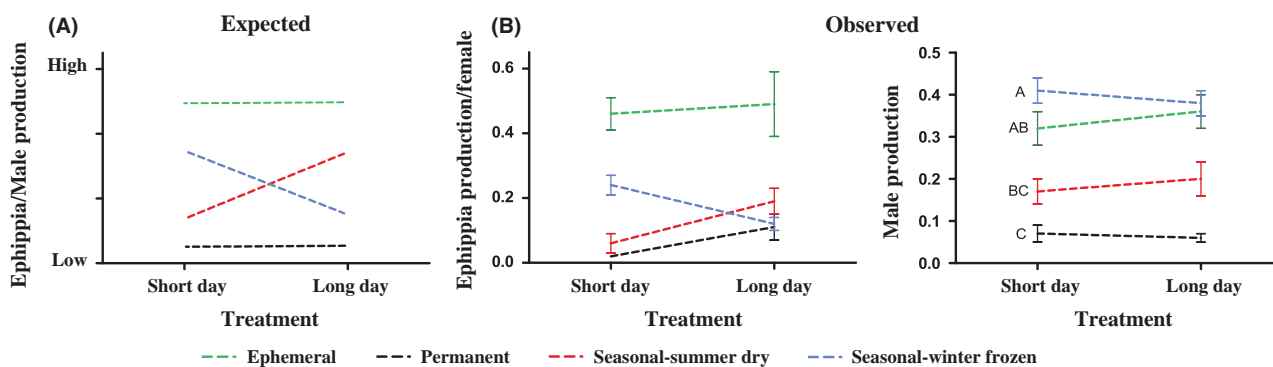 (A)
Expected
Ephippia/Male production
High
Low
Short day
Long day
Treatment
(B)
Observed
Ephippia production/female
0.6
0.4
0.2
0.0
Short day
Long day
Treatment
Male production
0.5
0.4
0.3
0.2
0.1
0.0
A
AB
BC
C
Short day
Long day
Treatment
Ephemeral
Permanent
Seasonal-summer dry
Seasonal-winter frozen